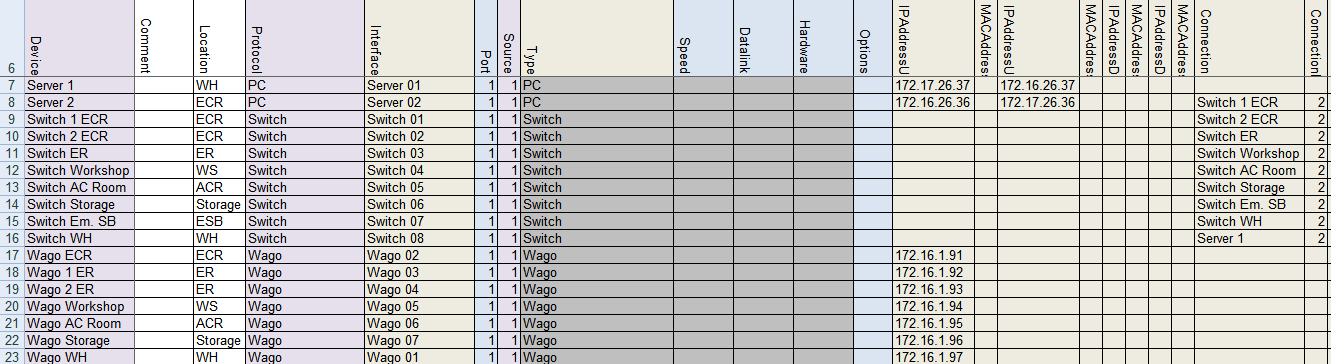 6 Device Comment Location Protocol Interface Port Source Type Speed Datalink Hardware Options IPAddressU MACAddress IPAddressU MACAddress IPAddressD MACAddress IPAddressD MACAddress Connection Connection
7 Server 1 WH PC Server 01 1 1 PC 172.17.26.37 172.16.26.37
8 Server 2 ECR PC Server 02 1 1 PC 172.16.26.36 172.17.26.36 Switch 1 ECR 2
9 Switch 1 ECR ECR Switch Switch 01 1 1 Switch Switch 2 ECR 2
10 Switch 2 ECR ECR Switch Switch 02 1 1 Switch Switch ER 2
11 Switch ER ER Switch Switch 03 1 1 Switch Switch Workshop 2
12 Switch Workshop WS Switch Switch 04 1 1 Switch Switch AC Room 2
13 Switch AC Room ACR Switch Switch 05 1 1 Switch Switch Storage 2
14 Switch Storage Storage Switch Switch 06 1 1 Switch Switch Em. SB 2
15 Switch Em. SB ESB Switch Switch 07 1 1 Switch Switch WH 2
16 Switch WH WH Switch Switch 08 1 1 Switch Server 1 2
17 Wago ECR ECR Wago Wago 02 1 1 Wago 172.16.1.91
18 Wago 1 ER ER Wago Wago 03 1 1 Wago 172.16.1.92
19 Wago 2 ER ER Wago Wago 04 1 1 Wago 172.16.1.93
20 Wago Workshop WS Wago Wago 05 1 1 Wago 172.16.1.94
21 Wago AC Room ACR Wago Wago 06 1 1 Wago 172.16.1.95
22 Wago Storage Storage Wago Wago 07 1 1 Wago 172.16.1.96
23 Wago WH WH Wago Wago 01 1 1 Wago 172.16.1.97